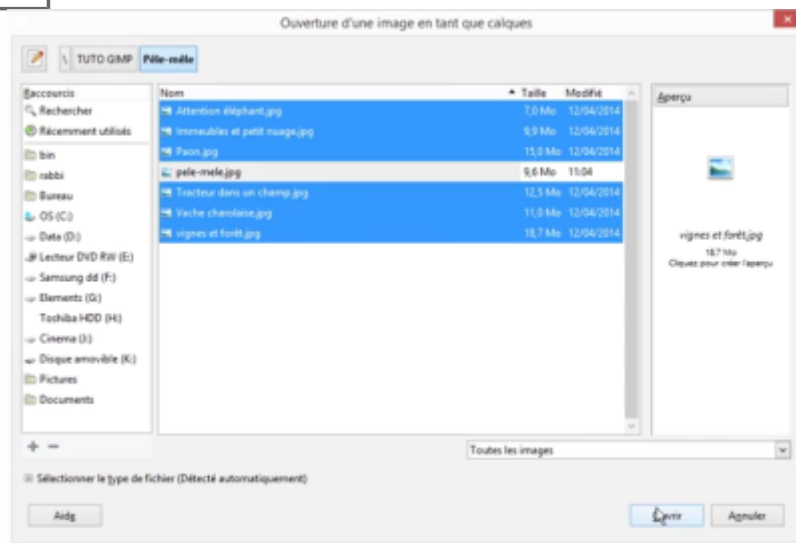 Ouverture d'une image en tant que calques
\ TUTO GIMP Pêle-mêle
Raccourcis
Rechercher
Récemment utilisés
bin
rabbi
Bureau
OS (C:)
Data (D:)
Lecteur DVD RW (E:)
Samsung dd (F:)
Elements (G:)
Toshiba HDD (H:)
Cinema (J:)
Disque amovible (K:)
Pictures
Documents
Nom Taille Modifié
Attention éléphant.jpg 7,0 Mo 12/04/2014
Immeubles et petit nuage.jpg 9,9 Mo 12/04/2014
Paon.jpg 15,0 Mo 12/04/2014
pele-mele.jpg 9,6 Mo 11:04
Tracteur dans un champ.jpg 12,5 Mo 12/04/2014
Vache charolaise.jpg 11,0 Mo 12/04/2014
vignes et forêt.jpg 18,7 Mo 12/04/2014
Aperçu
vignes et forêt.jpg
18,7 Mo
Cliquez pour créer l'aperçu
+ −
Toutes les images
Sélectionner le type de fichier (Détecté automatiquement)
Aide
Ouvrir
Annuler